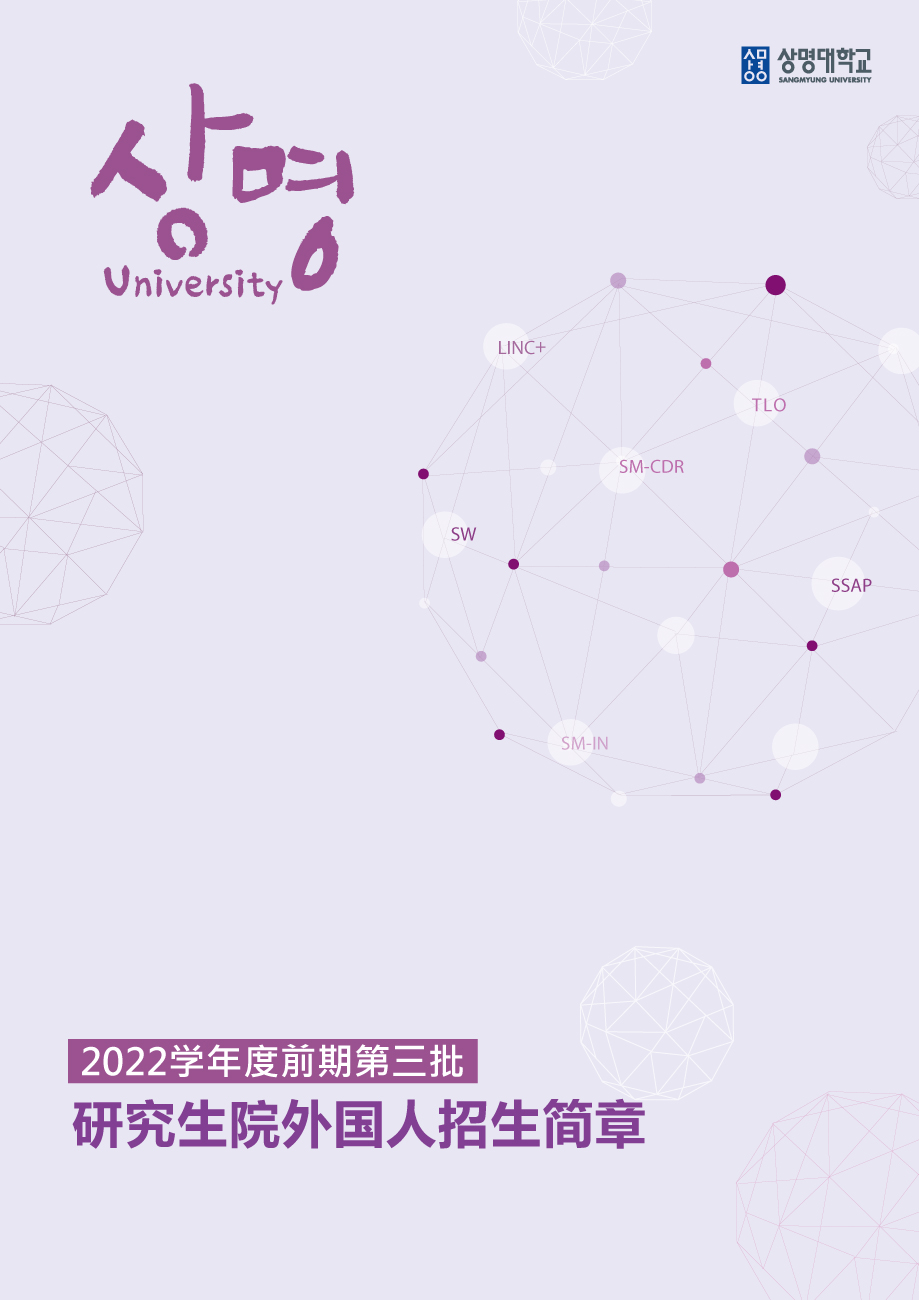 상명대학교
SANGMYUNG UNIVERSITY
상명
University
LINC+
TLO
SM-CDR
SW
SSAP
SM-IN
2022学年度前期第三批
研究生院外国人招生简章